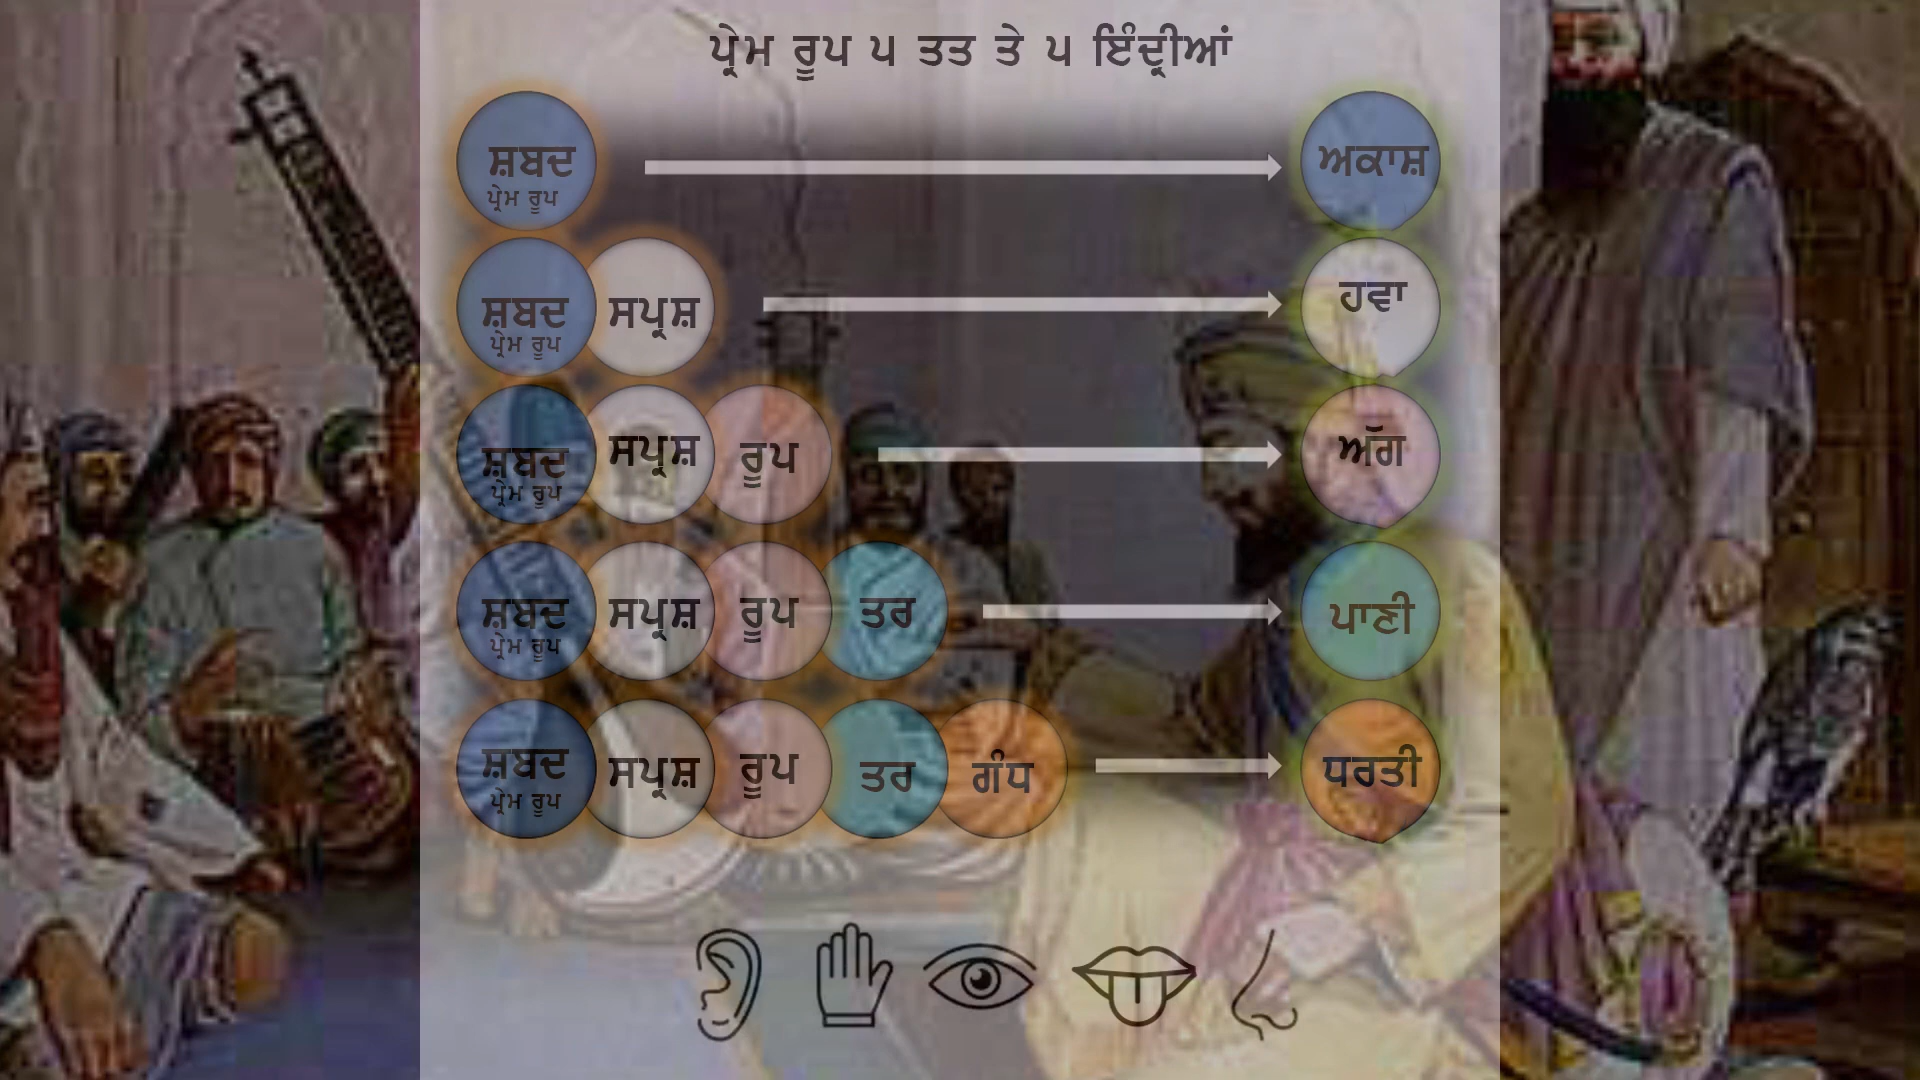 ਪ੍ਰੇਮ ਰੂਪ ੫ ਤਤ ਤੇ ੫ ਇੰਦ੍ਰੀਆਂ
ਸ਼ਬਦ ਅਕਾਸ਼
ਪ੍ਰੇਮ ਰੂਪ
ਸ਼ਬਦ ਸਪ੍ਰਸ਼ ਹਵਾ
ਪ੍ਰੇਮ ਰੂਪ
ਸ਼ਬਦ ਸਪ੍ਰਸ਼ ਰੂਪ ਅੱਗ
ਪ੍ਰੇਮ ਰੂਪ
ਸ਼ਬਦ ਸਪ੍ਰਸ਼ ਰੂਪ ਤਰ ਪਾਣੀ
ਪ੍ਰੇਮ ਰੂਪ
ਸ਼ਬਦ ਸਪ੍ਰਸ਼ ਰੂਪ ਤਰ ਗੰਧ ਧਰਤੀ
ਪ੍ਰੇਮ ਰੂਪ